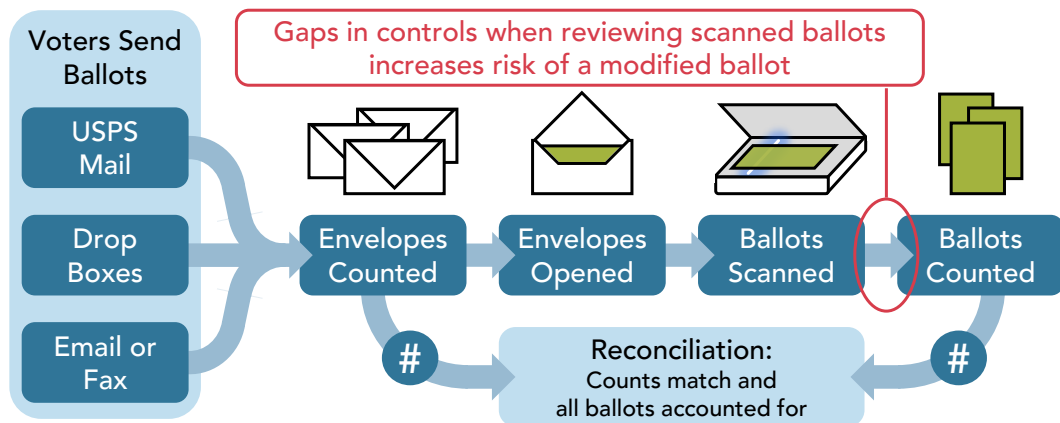 Voters Send
Ballots
USPS
Mail
Drop
Boxes
Email or
Fax
Gaps in controls when reviewing scanned ballots
increases risk of a modified ballot
Envelopes
Counted
Envelopes
Opened
Ballots
Scanned
Ballots
Counted
#
#
Reconciliation:
Counts match and
all ballots accounted for